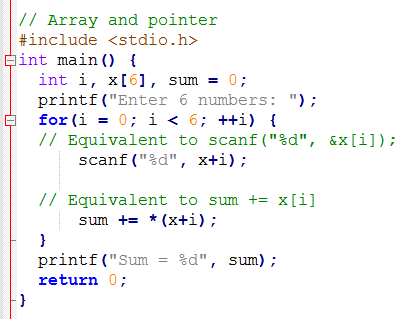 // Array and pointer
#include <stdio.h>
int main() {
int i, x[6], sum = 0;
printf("Enter 6 numbers: ");
for(i = 0; i < 6; ++i) {
// Equivalent to scanf("%d", &x[i]);
scanf("%d", x+i);
// Equivalent to sum += x[i]
sum += *(x+i);
}
printf("Sum = %d", sum);
return 0;
}